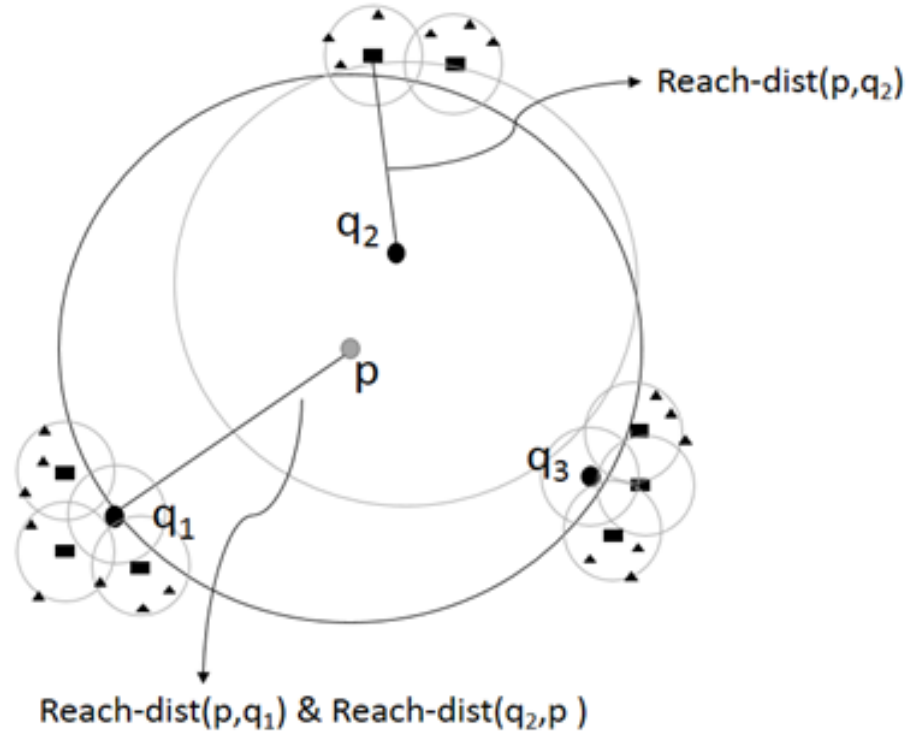 Reach-dist(p,q₂)
q₂
p
q₃
q₁
Reach-dist(p,q₁) & Reach-dist(q₂,p )